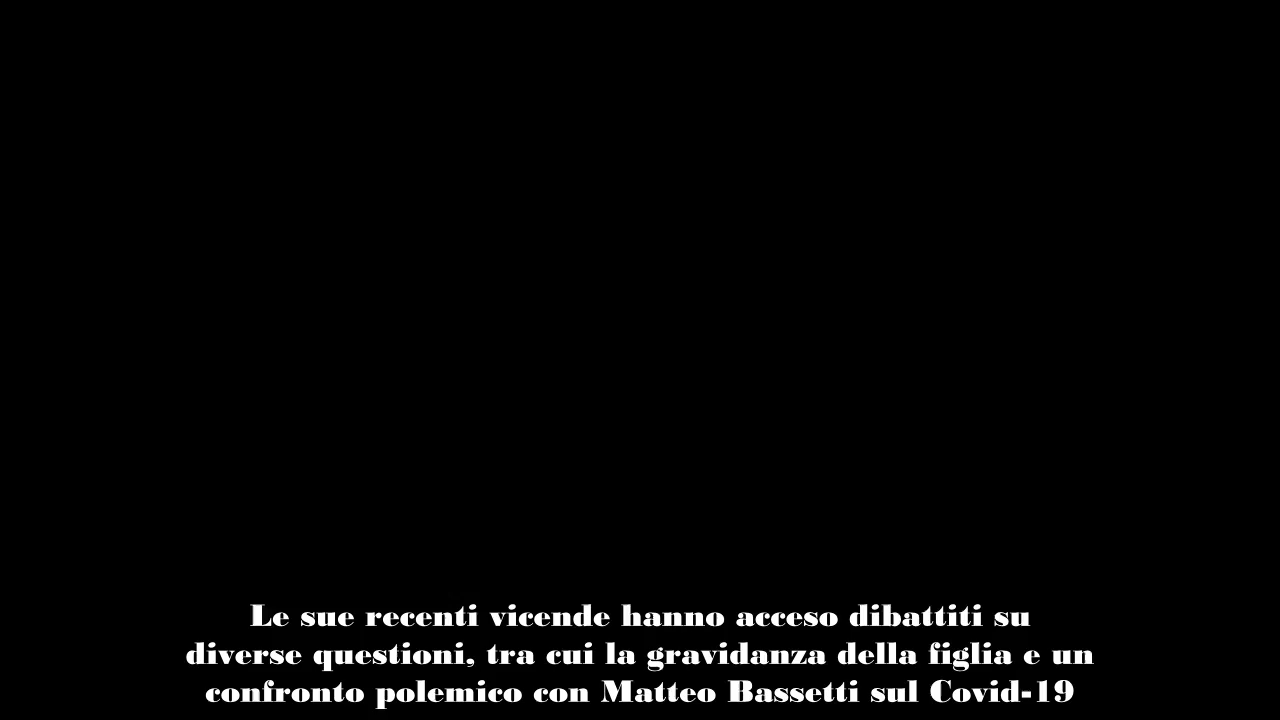 Le sue recenti vicende hanno acceso dibattiti su
diverse questioni, tra cui la gravidanza della figlia e un
confronto polemico con Matteo Bassetti sul Covid-19